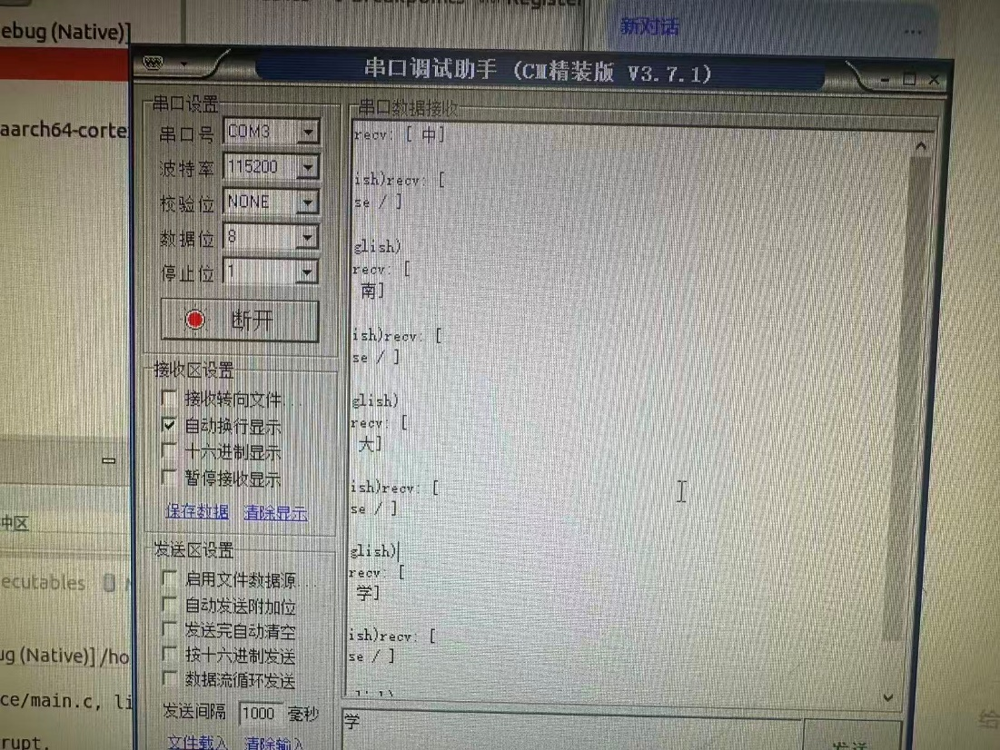 ebug (Native)]
新对话
串口调试助手 (CM精装版 V3.7.1)
aarch64-corte
串口设置
串口号 COM3
波特率 115200
校验位 NONE
数据位 8
停止位 1
断开
接收区设置
接收转向文件...
自动换行显示
十六进制显示
暂停接收显示
保存数据 清除显示
发送区设置
启用文件数据源...
自动发送附加位
发送完自动清空
按十六进制发送
数据流循环发送
发送间隔 1000 毫秒
文件载入 清除输入
串口数据接收
recv: [ 中]
ish)recv: [
se / ]
glish)
recv: [
南]
ish)recv: [
se / ]
glish)
recv: [
大]
ish)recv: [
se / ]
glish)
recv: [
学]
ish)recv: [
se / ]
学
发送
冲区
ecutables
ug (Native)] /ho
ce/main.c, li
rupt.
给